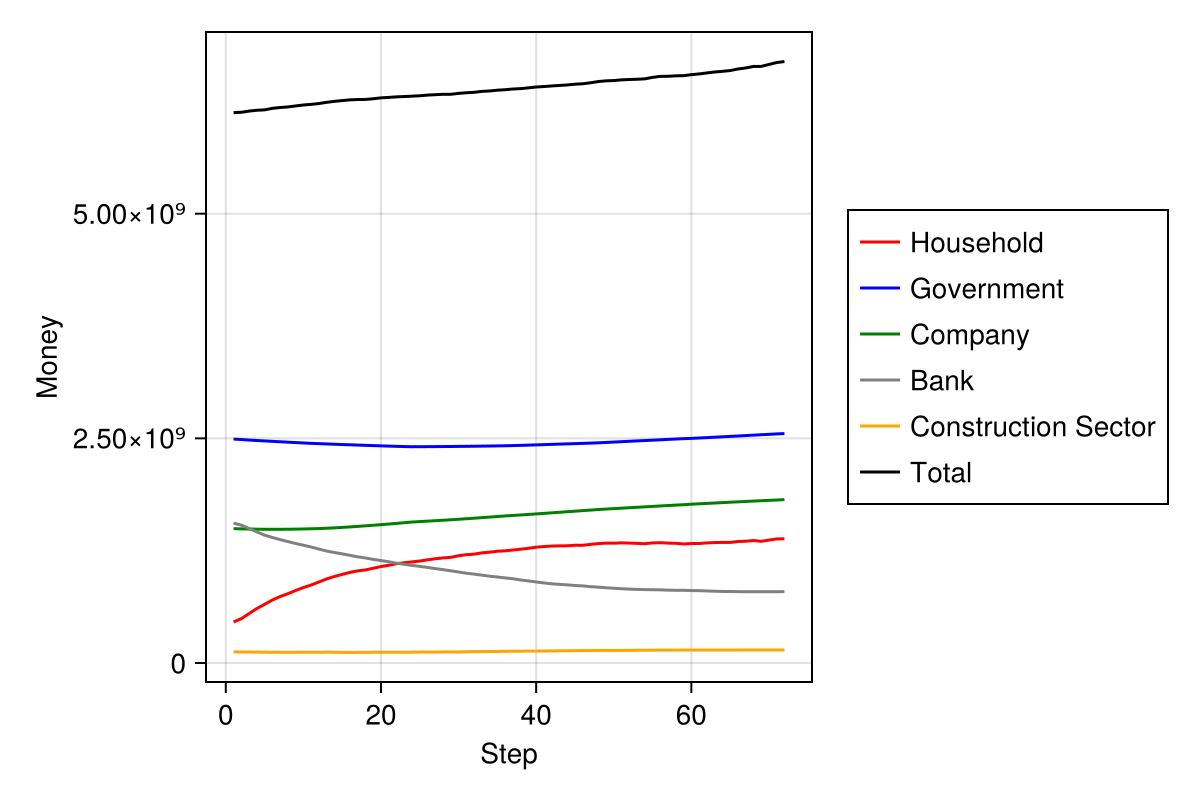 Money
5.00×10⁹
2.50×10⁹
0
0 20 40 60
Step
Household
Government
Company
Bank
Construction Sector
Total